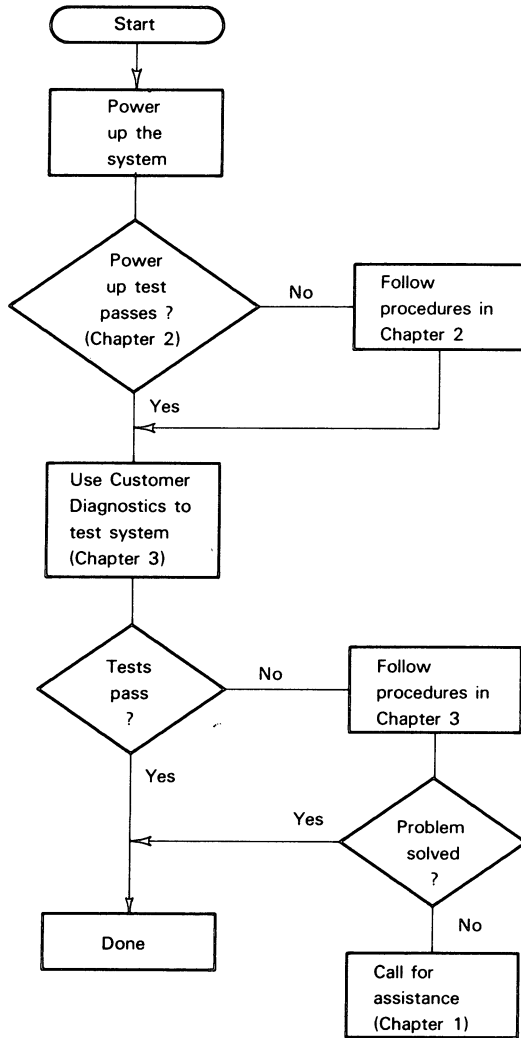 Start
Power
up the
system
Power
up test
passes ?
(Chapter 2)
No
Follow
procedures in
Chapter 2
Yes
Use Customer
Diagnostics to
test system
(Chapter 3)
Tests
pass
?
No
Follow
procedures in
Chapter 3
Yes
Yes
Problem
solved
?
No
Done
Call for
assistance
(Chapter 1)